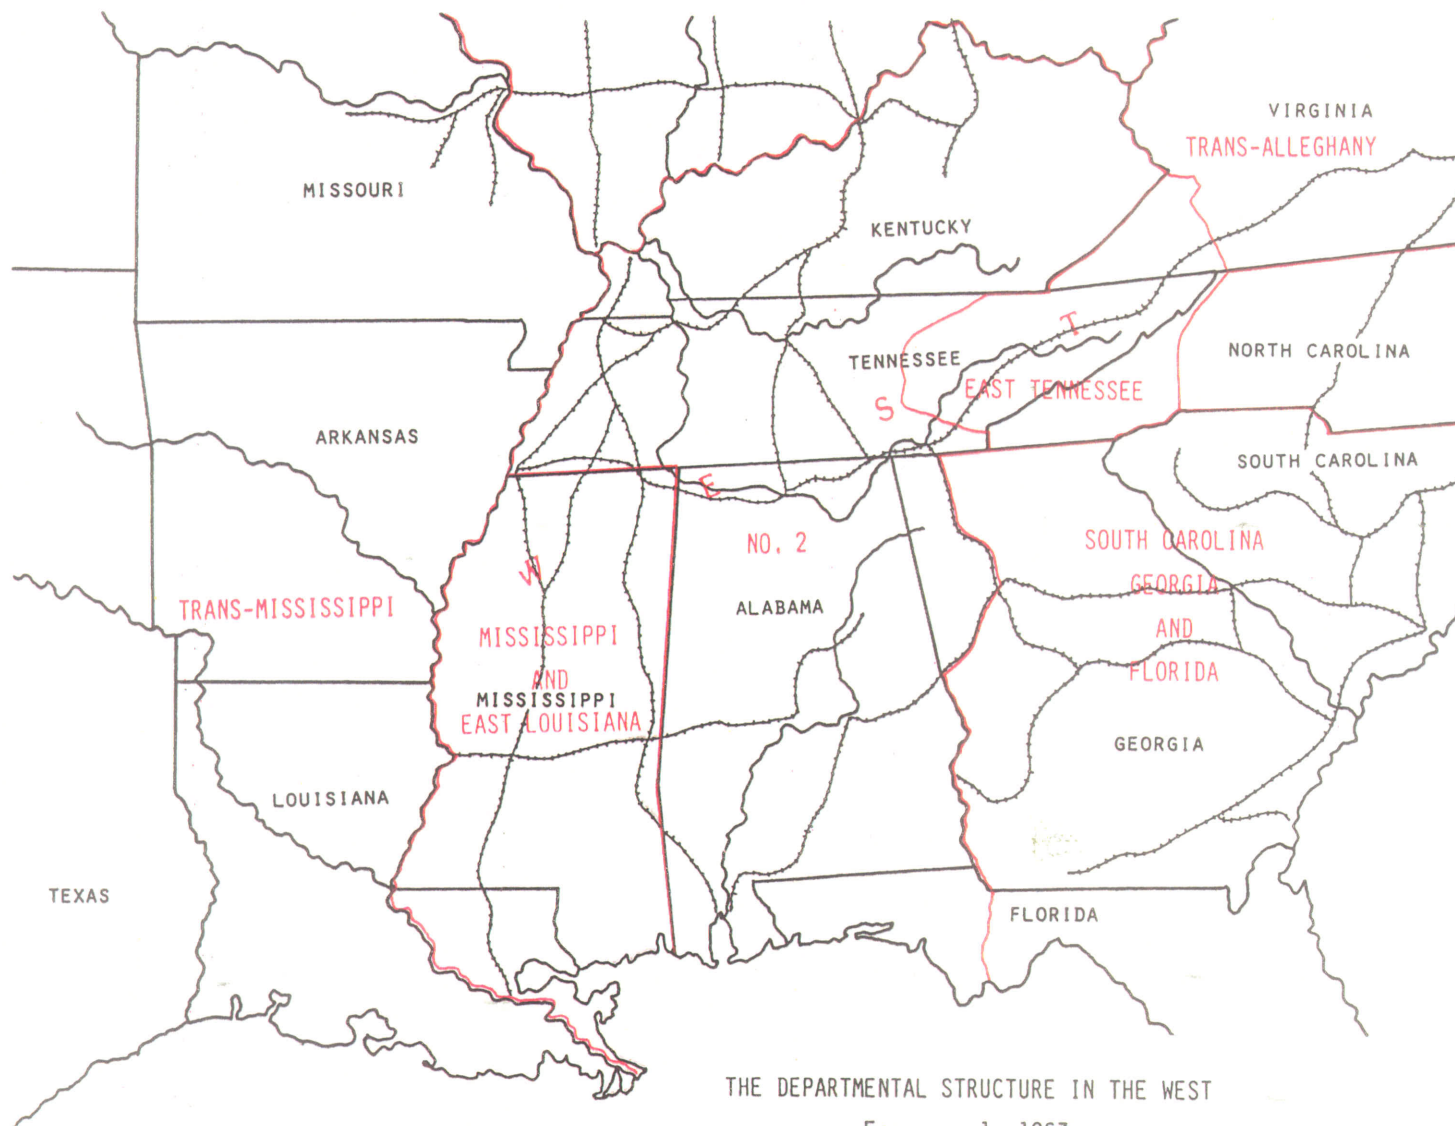 VIRGINIA
TRANS-ALLEGHANY
MISSOURI
KENTUCKY
T
TENNESSEE
NORTH CAROLINA
EAST TENNESSEE
S
ARKANSAS
SOUTH CAROLINA
E
NO. 2
SOUTH CAROLINA
GEORGIA
AND
FLORIDA
W
TRANS-MISSISSIPPI
ALABAMA
MISSISSIPPI
AND
EAST LOUISIANA
MISSISSIPPI
GEORGIA
LOUISIANA
TEXAS
FLORIDA
THE DEPARTMENTAL STRUCTURE IN THE WEST